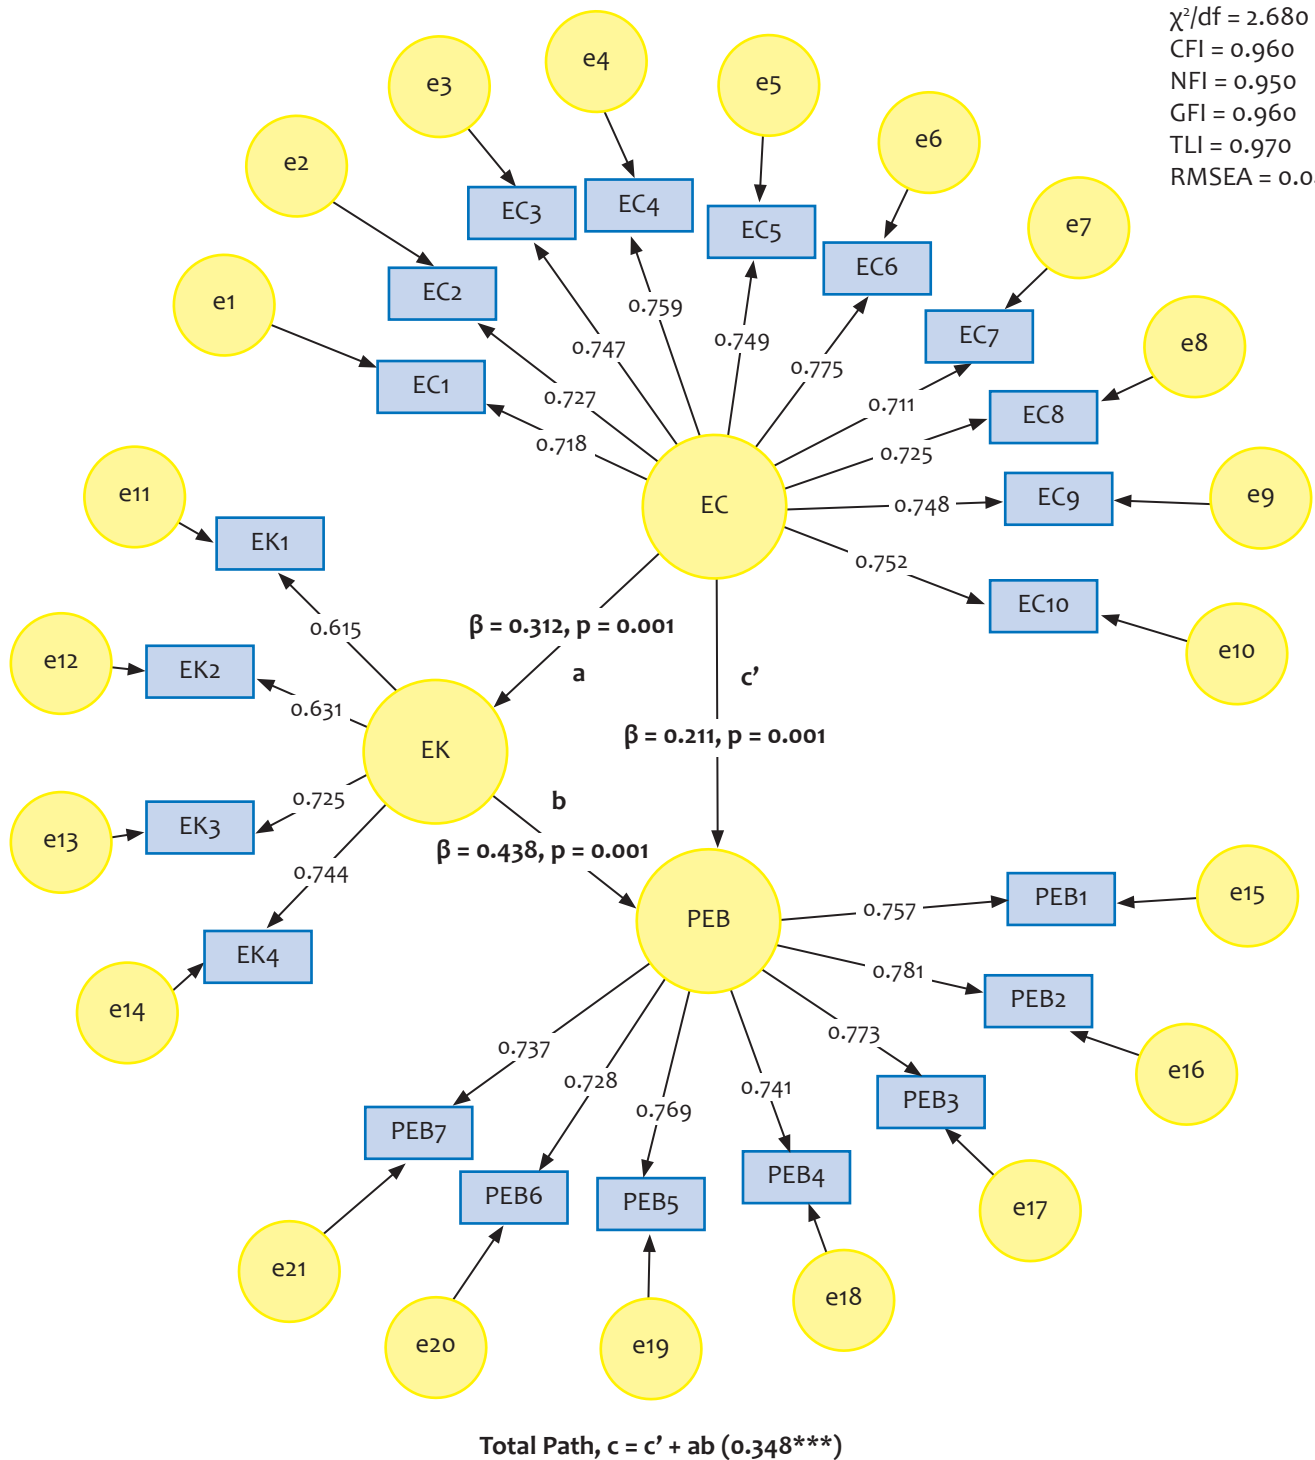 χ²/df = 2.680
CFI = 0.960
NFI = 0.950
GFI = 0.960
TLI = 0.970
RMSEA = 0.0
e4
e3
e5
e6
e2
e7
EC4
EC3
EC5
EC6
e1
EC2
0.759
EC7
0.749
0.747
e8
0.775
EC1
0.727
0.711
EC8
0.718
0.725
e11
e9
EC9
EC
0.748
EK1
0.752
EC10
β = 0.312, p = 0.001
0.615
e10
e12
EK2
a
c’
0.631
β = 0.211, p = 0.001
EK
0.725
b
EK3
e13
β = 0.438, p = 0.001
0.744
e15
PEB1
0.757
PEB
EK4
0.781
PEB2
e14
0.773
0.737
e16
0.728
0.741
PEB3
0.769
PEB7
PEB4
PEB6
PEB5
e17
e21
e18
e20
e19
Total Path, c = c’ + ab (0.348***)